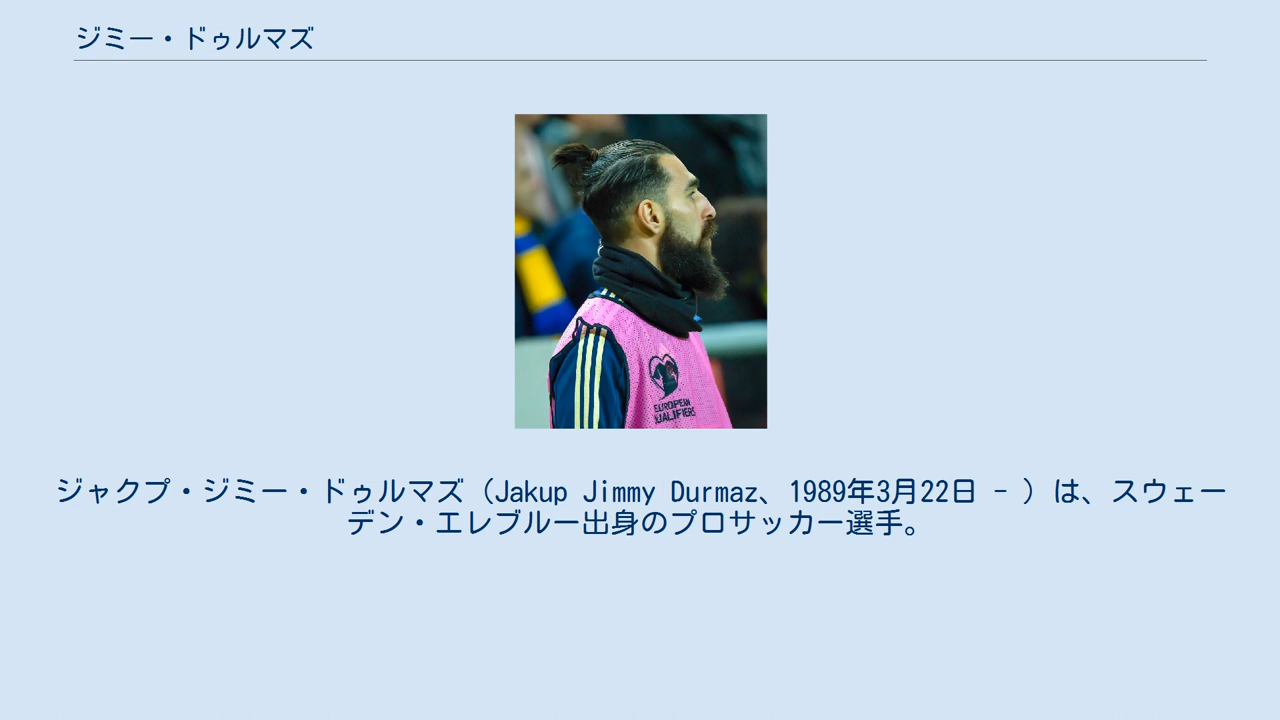 ジミー・ドゥルマズ
EUROPEAN
QUALIFIERS
ジャクプ・ジミー・ドゥルマズ（Jakup Jimmy Durmaz、1989年3月22日 - ）は、スウェー
デン・エレブルー出身のプロサッカー選手。